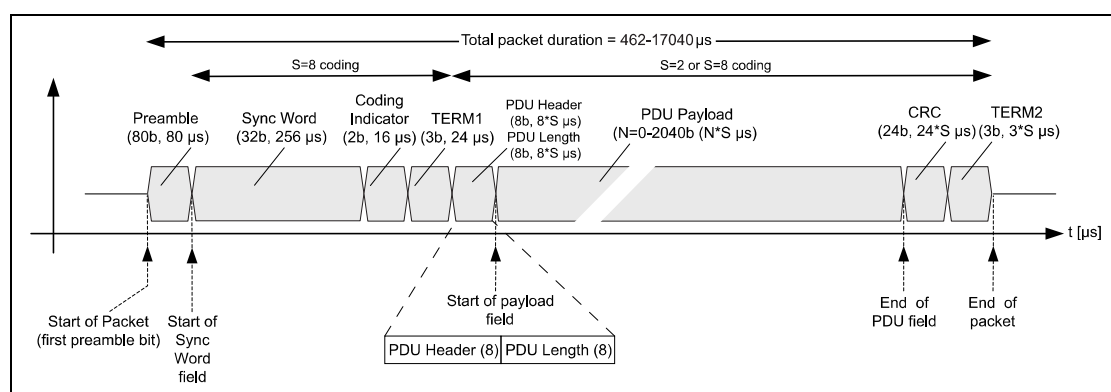 Total packet duration = 462-17040µs
S=8 coding
S=2 or S=8 coding
Preamble
(80b, 80 µs)
Sync Word
(32b, 256 µs)
Coding
Indicator
(2b, 16 µs)
TERM1
(3b, 24 µs)
PDU Header
(8b, 8*S µs)
PDU Length
(8b, 8*S µs)
PDU Payload
(N=0-2040b (N*S µs)
CRC
(24b, 24*S µs)
TERM2
(3b, 3*S µs)
t [µs]
Start of Packet
(first preamble bit)
Start of
Sync
Word
field
Start of payload
field
End of
PDU field
End of
packet
PDU Header (8)
PDU Length (8)